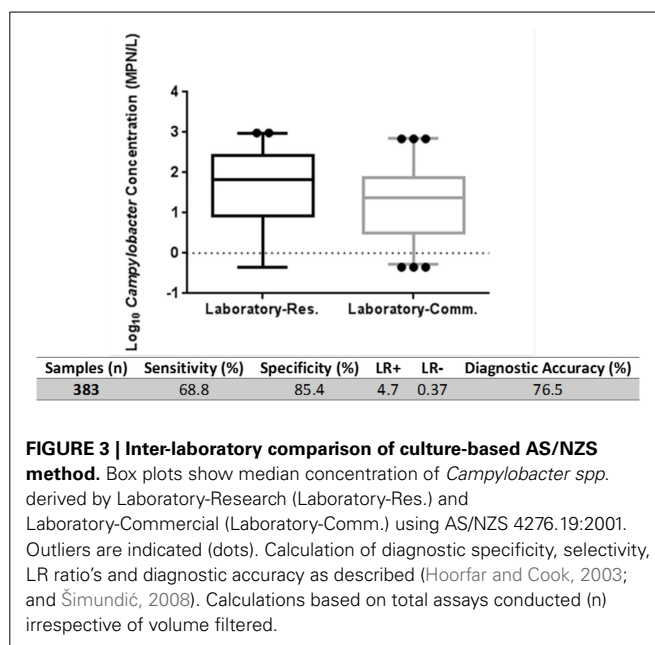 Log₁₀ Campylobacter Concentration (MPN/L)
4
3
2
1
0
-1
Laboratory-Res. Laboratory-Comm.
Samples (n) Sensitivity (%) Specificity (%) LR+ LR- Diagnostic Accuracy (%)
383 68.8 85.4 4.7 0.37 76.5
FIGURE 3 | Inter-laboratory comparison of culture-based AS/NZS
method. Box plots show median concentration of Campylobacter spp.
derived by Laboratory-Research (Laboratory-Res.) and
Laboratory-Commercial (Laboratory-Comm.) using AS/NZS 4276.19:2001.
Outliers are indicated (dots). Calculation of diagnostic specificity, selectivity,
LR ratio's and diagnostic accuracy as described (Hoorfar and Cook, 2003;
and Šimundić, 2008). Calculations based on total assays conducted (n)
irrespective of volume filtered.